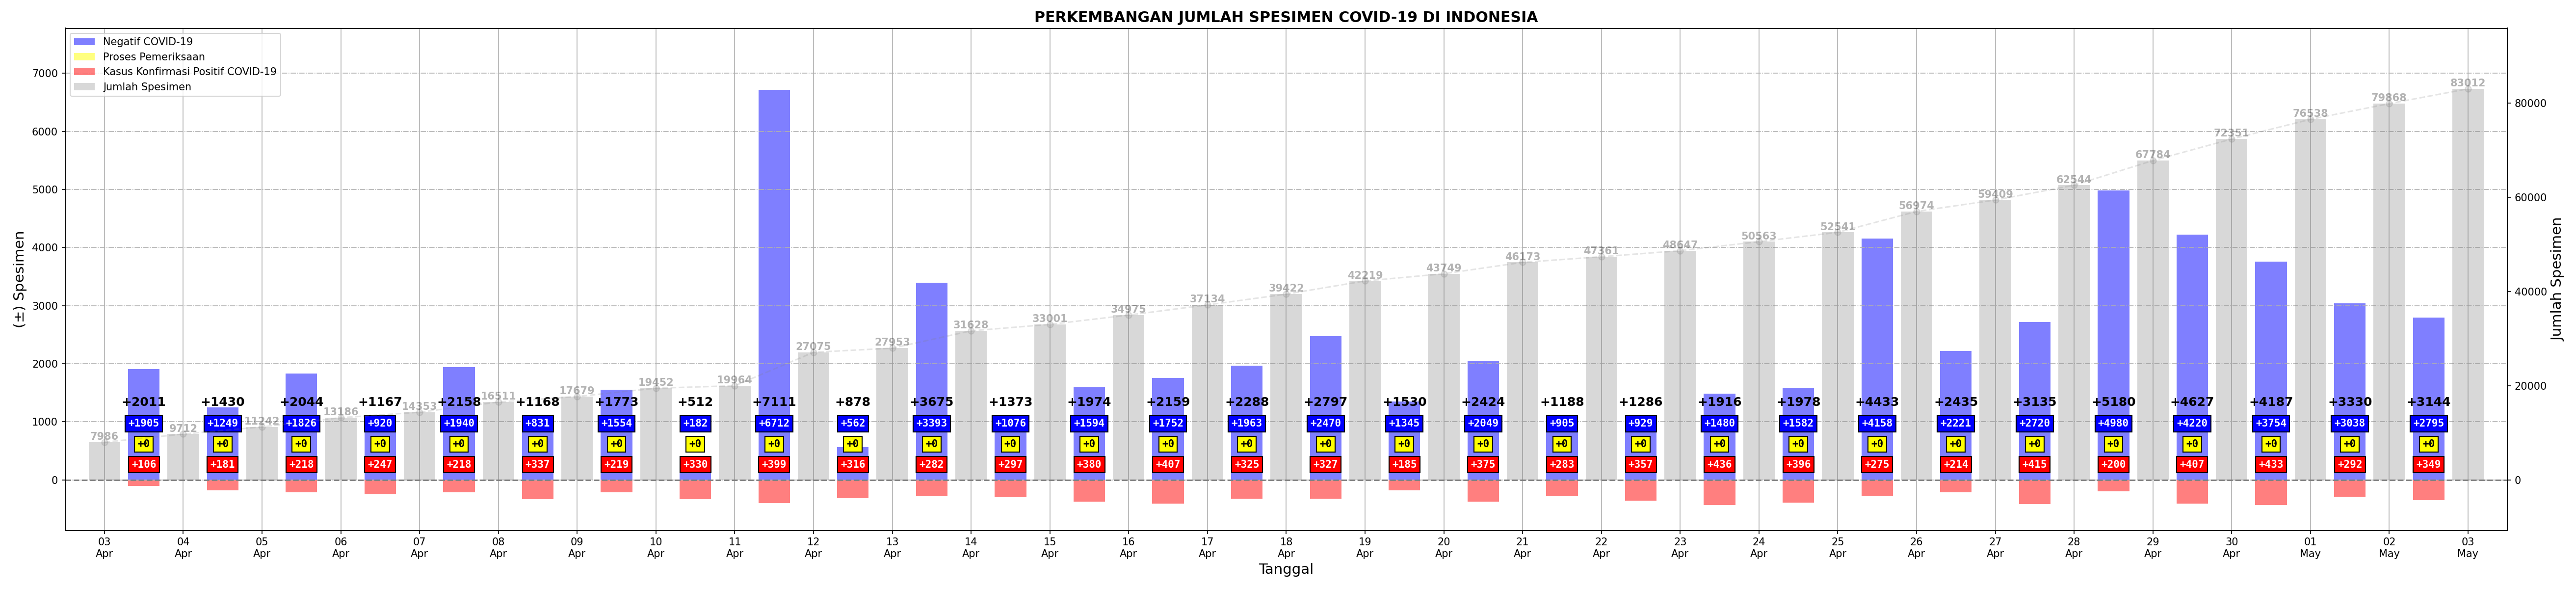 PERKEMBANGAN JUMLAH SPESIMEN COVID-19 DI INDONESIA
Negatif COVID-19
Proses Pemeriksaan
Kasus Konfirmasi Positif COVID-19
Jumlah Spesimen
(±) Spesimen
7000
6000
5000
4000
3000
2000
1000
0
Jumlah Spesimen
80000
60000
40000
20000
0
7986 9712 11242 13186 14353 16511 17679 19452 19964 27075 27953 31628 33001 34975 37134 39422 42219 43749 46173 47361 48647 50563 52541 56974 59409 62544 67784 72351 76538 79868 83012
+2011 +1430 +2044 +1167 +2158 +1168 +1773 +512 +7111 +878 +3675 +1373 +1974 +2159 +2288 +2797 +1530 +2424 +1188 +1286 +1916 +1978 +4433 +2435 +3135 +5180 +4627 +4187 +3330 +3144
+1905 +1249 +1826 +920 +1940 +831 +1554 +182 +6712 +562 +3393 +1076 +1594 +1752 +1963 +2470 +1345 +2049 +905 +929 +1480 +1582 +4158 +2221 +2720 +4980 +4220 +3754 +3038 +2795
+0 +0 +0 +0 +0 +0 +0 +0 +0 +0 +0 +0 +0 +0 +0 +0 +0 +0 +0 +0 +0 +0 +0 +0 +0 +0 +0 +0 +0 +0
+106 +181 +218 +247 +218 +337 +219 +330 +399 +316 +282 +297 +380 +407 +325 +327 +185 +375 +283 +357 +436 +396 +275 +214 +415 +200 +407 +433 +292 +349
03 04 05 06 07 08 09 10 11 12 13 14 15 16 17 18 19 20 21 22 23 24 25 26 27 28 29 30 01 02 03
Apr Apr Apr Apr Apr Apr Apr Apr Apr Apr Apr Apr Apr Apr Apr Apr Apr Apr Apr Apr Apr Apr Apr Apr Apr Apr Apr Apr May May May
Tanggal